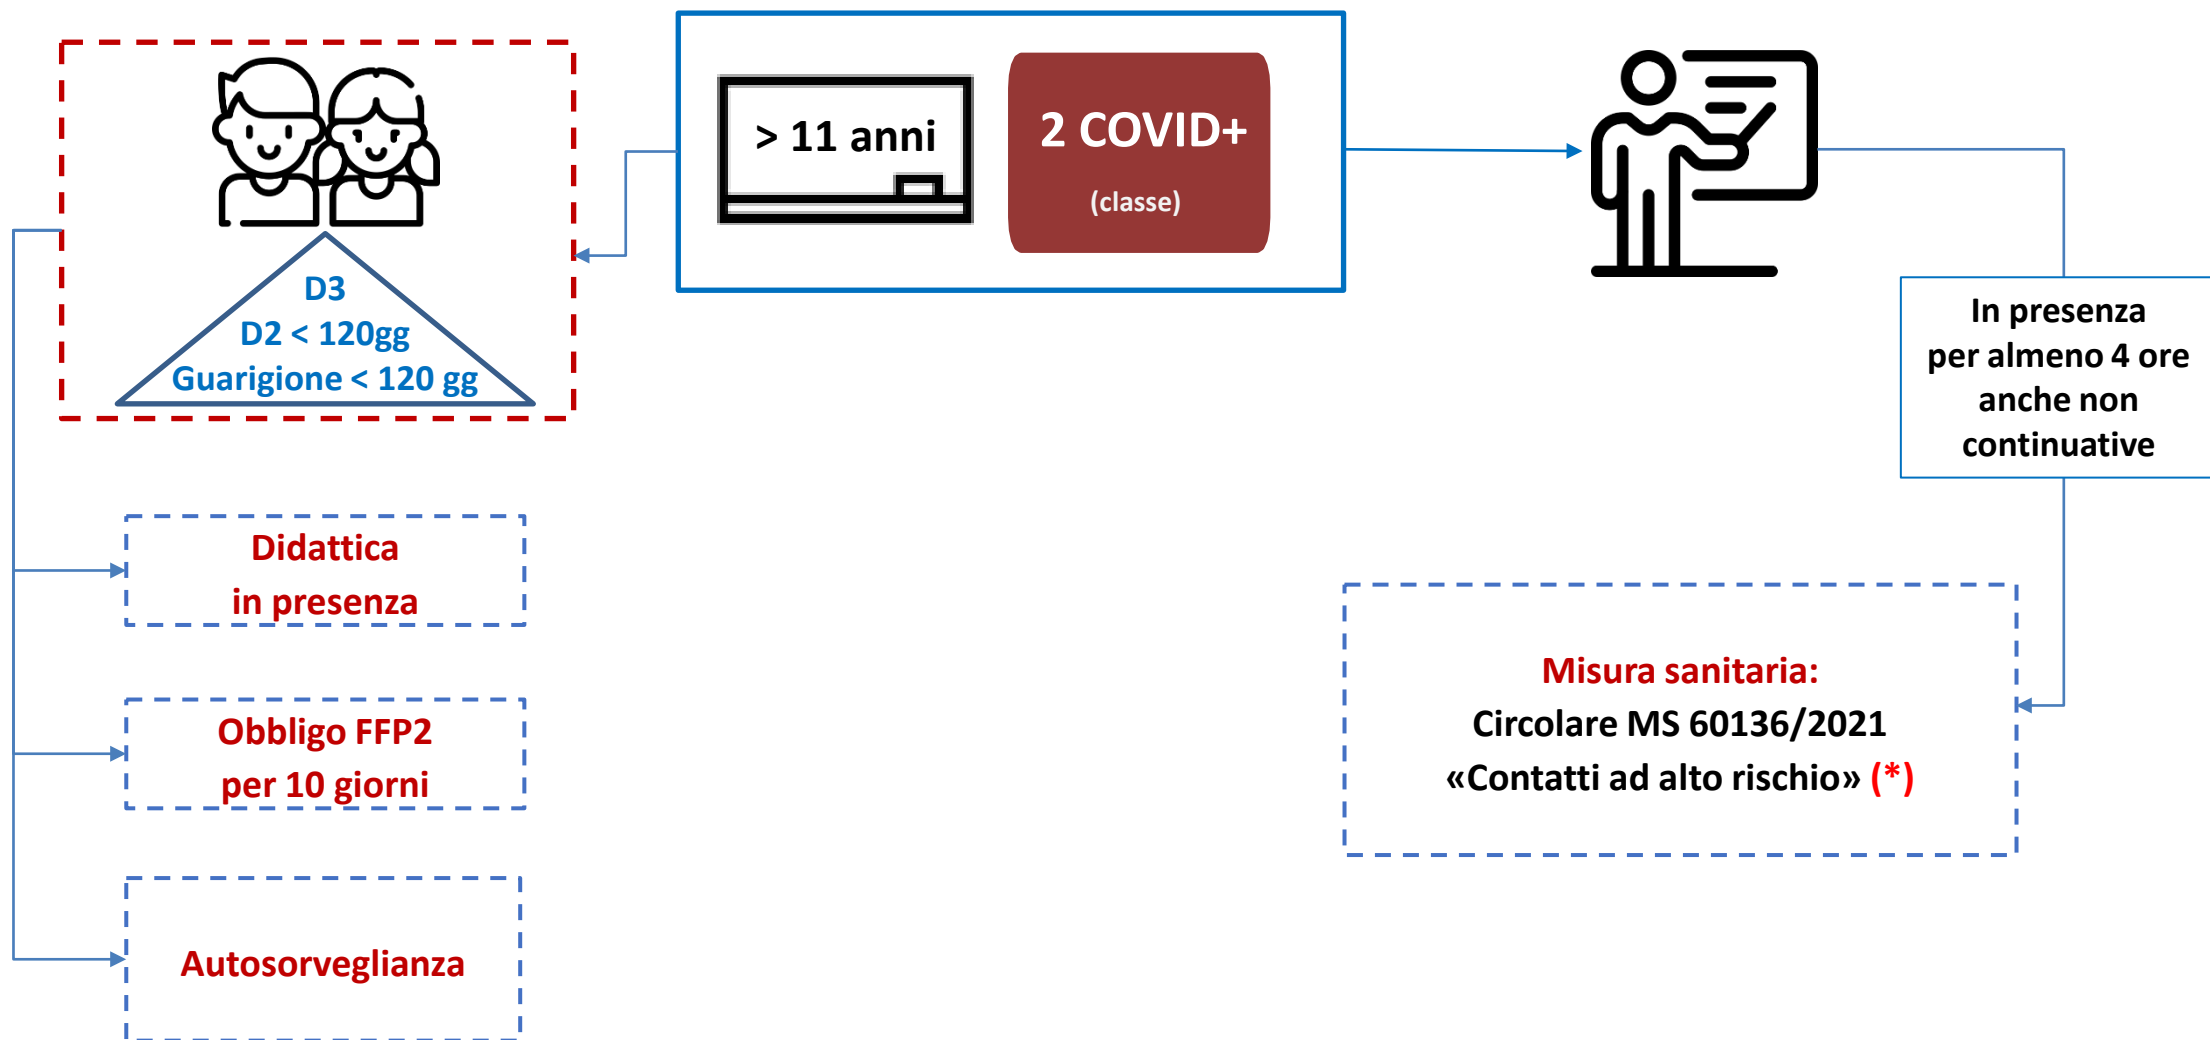 > 11 anni
2 COVID+
(classe)
D3
D2 < 120gg
Guarigione < 120 gg
In presenza
per almeno 4 ore
anche non
continuative
Didattica
in presenza
Obbligo FFP2
per 10 giorni
Autosorveglianza
Misura sanitaria:
Circolare MS 60136/2021
«Contatti ad alto rischio» (*)